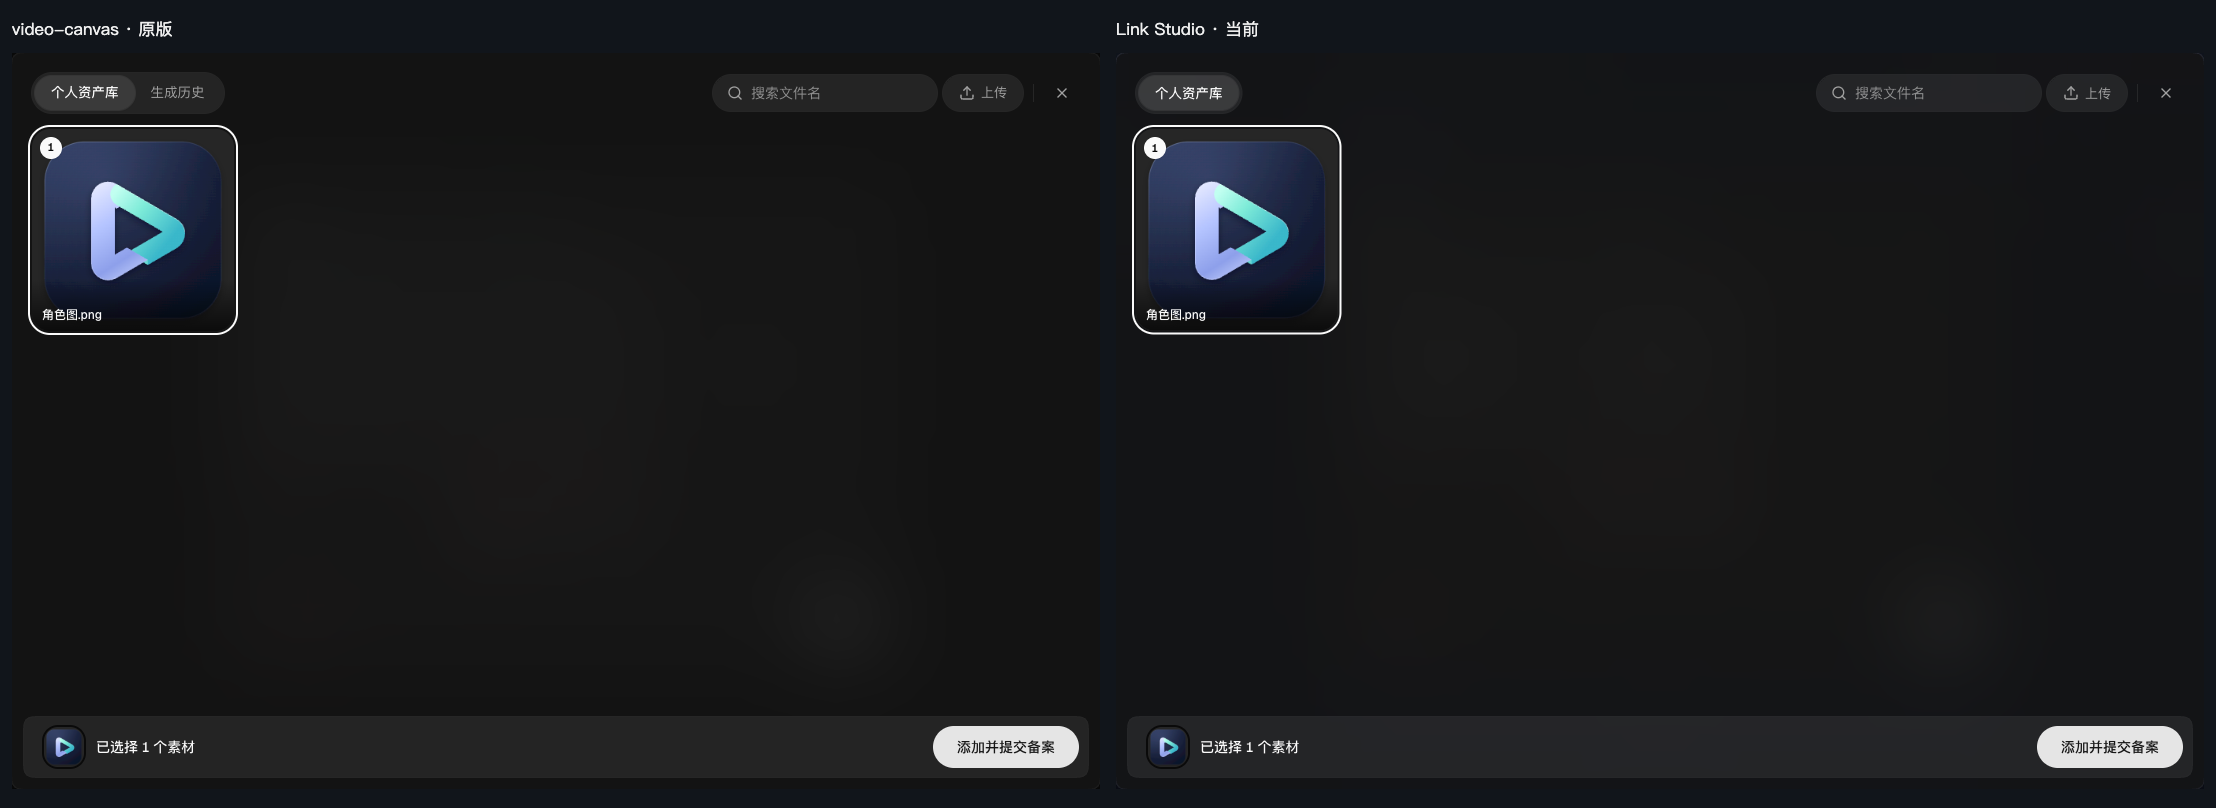 video-canvas · 原版
个人资产库 生成历史 搜索文件名 上传
1
角色图.png
已选择 1 个素材 添加并提交备案
Link Studio · 当前
个人资产库 搜索文件名 上传
1
角色图.png
已选择 1 个素材 添加并提交备案